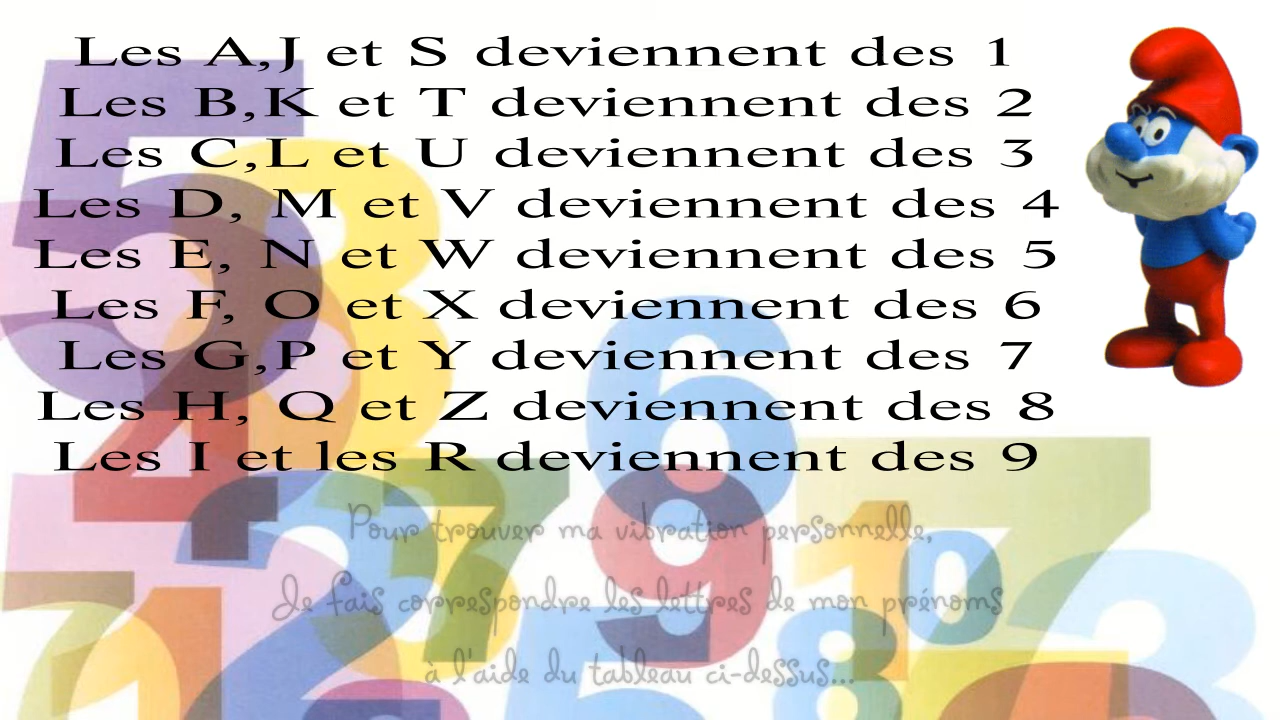 Les A,J et S deviennent des 1
Les B,K et T deviennent des 2
Les C,L et U deviennent des 3
Les D, M et V deviennent des 4
Les E, N et W deviennent des 5
Les F, O et X deviennent des 6
Les G,P et Y deviennent des 7
Les H, Q et Z deviennent des 8
Les I et les R deviennent des 9
Pour trouver ma vibration personnelle,
Je fais correspondre les lettres de mon prénoms
à l'aide du tableau ci-dessus...